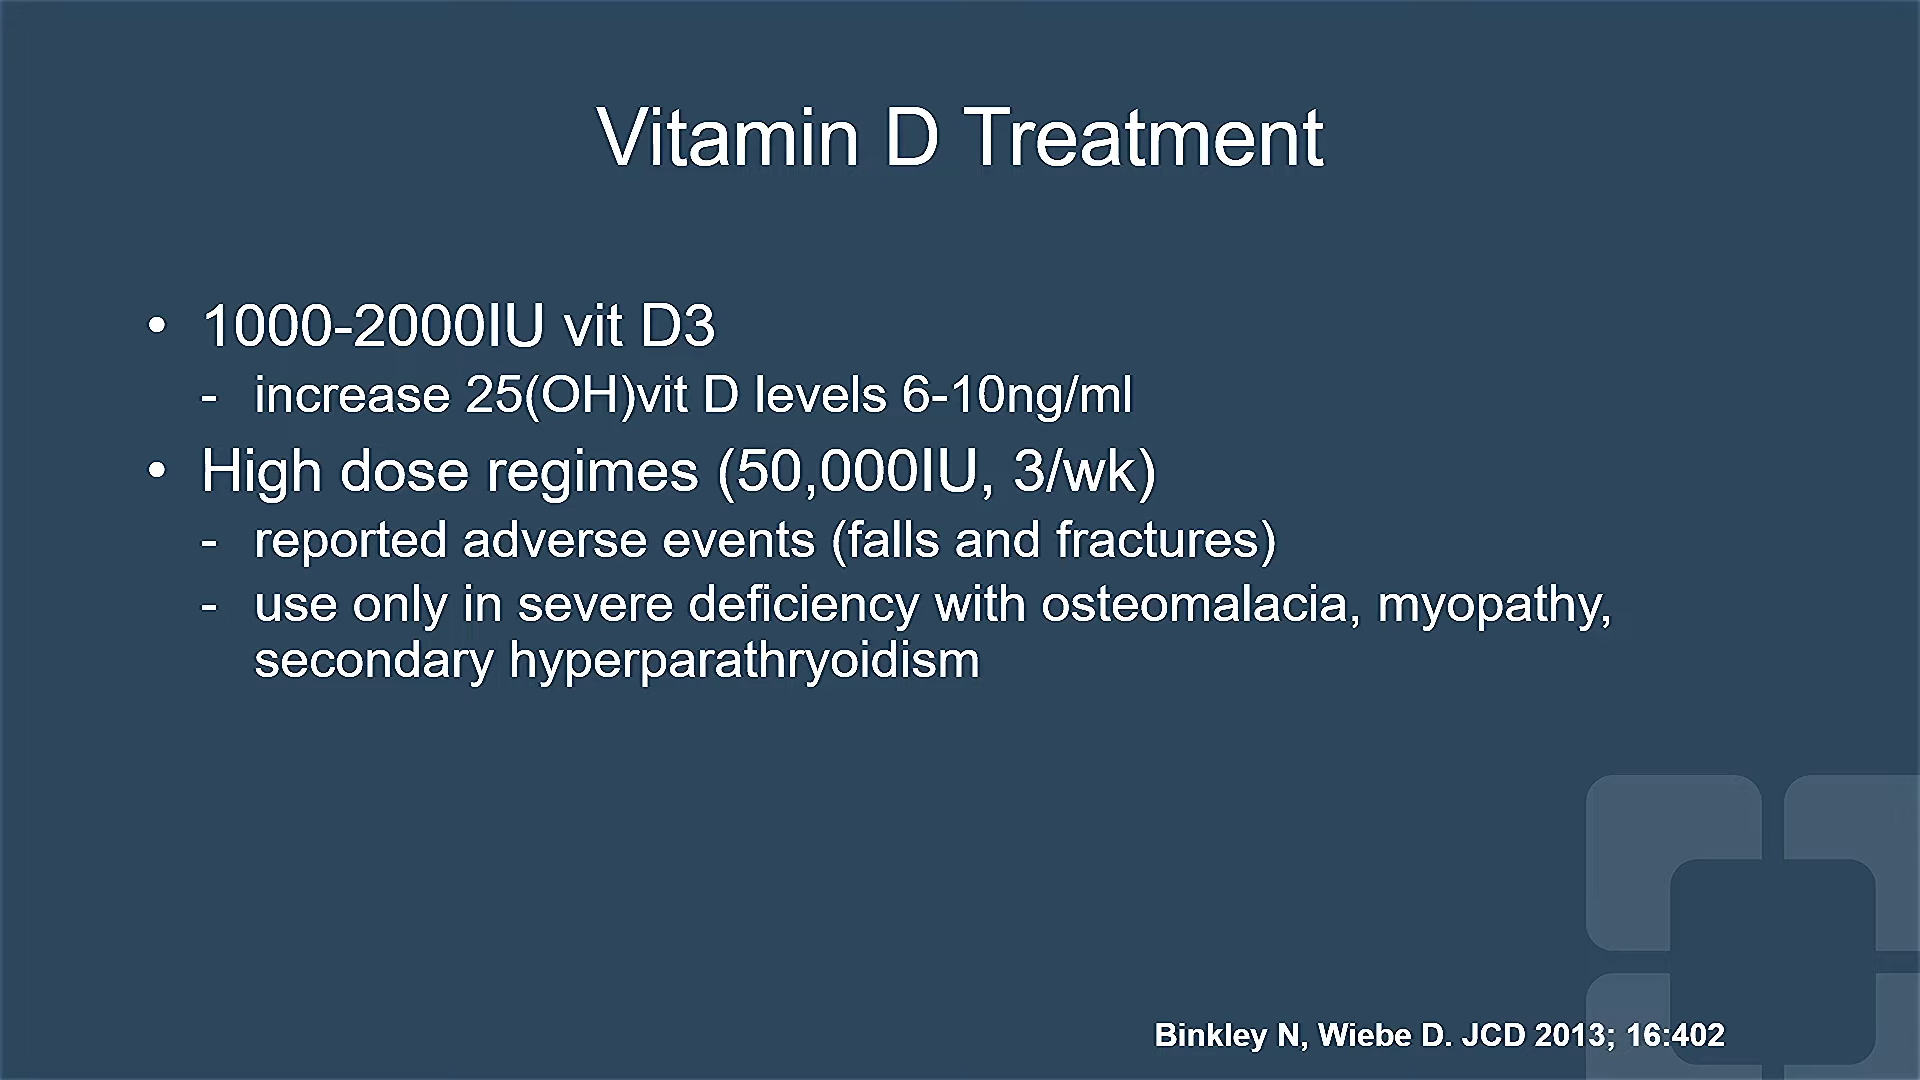 Vitamin D Treatment
• 1000-2000IU vit D3
- increase 25(OH)vit D levels 6-10ng/ml
• High dose regimes (50,000IU, 3/wk)
- reported adverse events (falls and fractures)
- use only in severe deficiency with osteomalacia, myopathy,
secondary hyperparathryoidism
Binkley N, Wiebe D. JCD 2013; 16:402